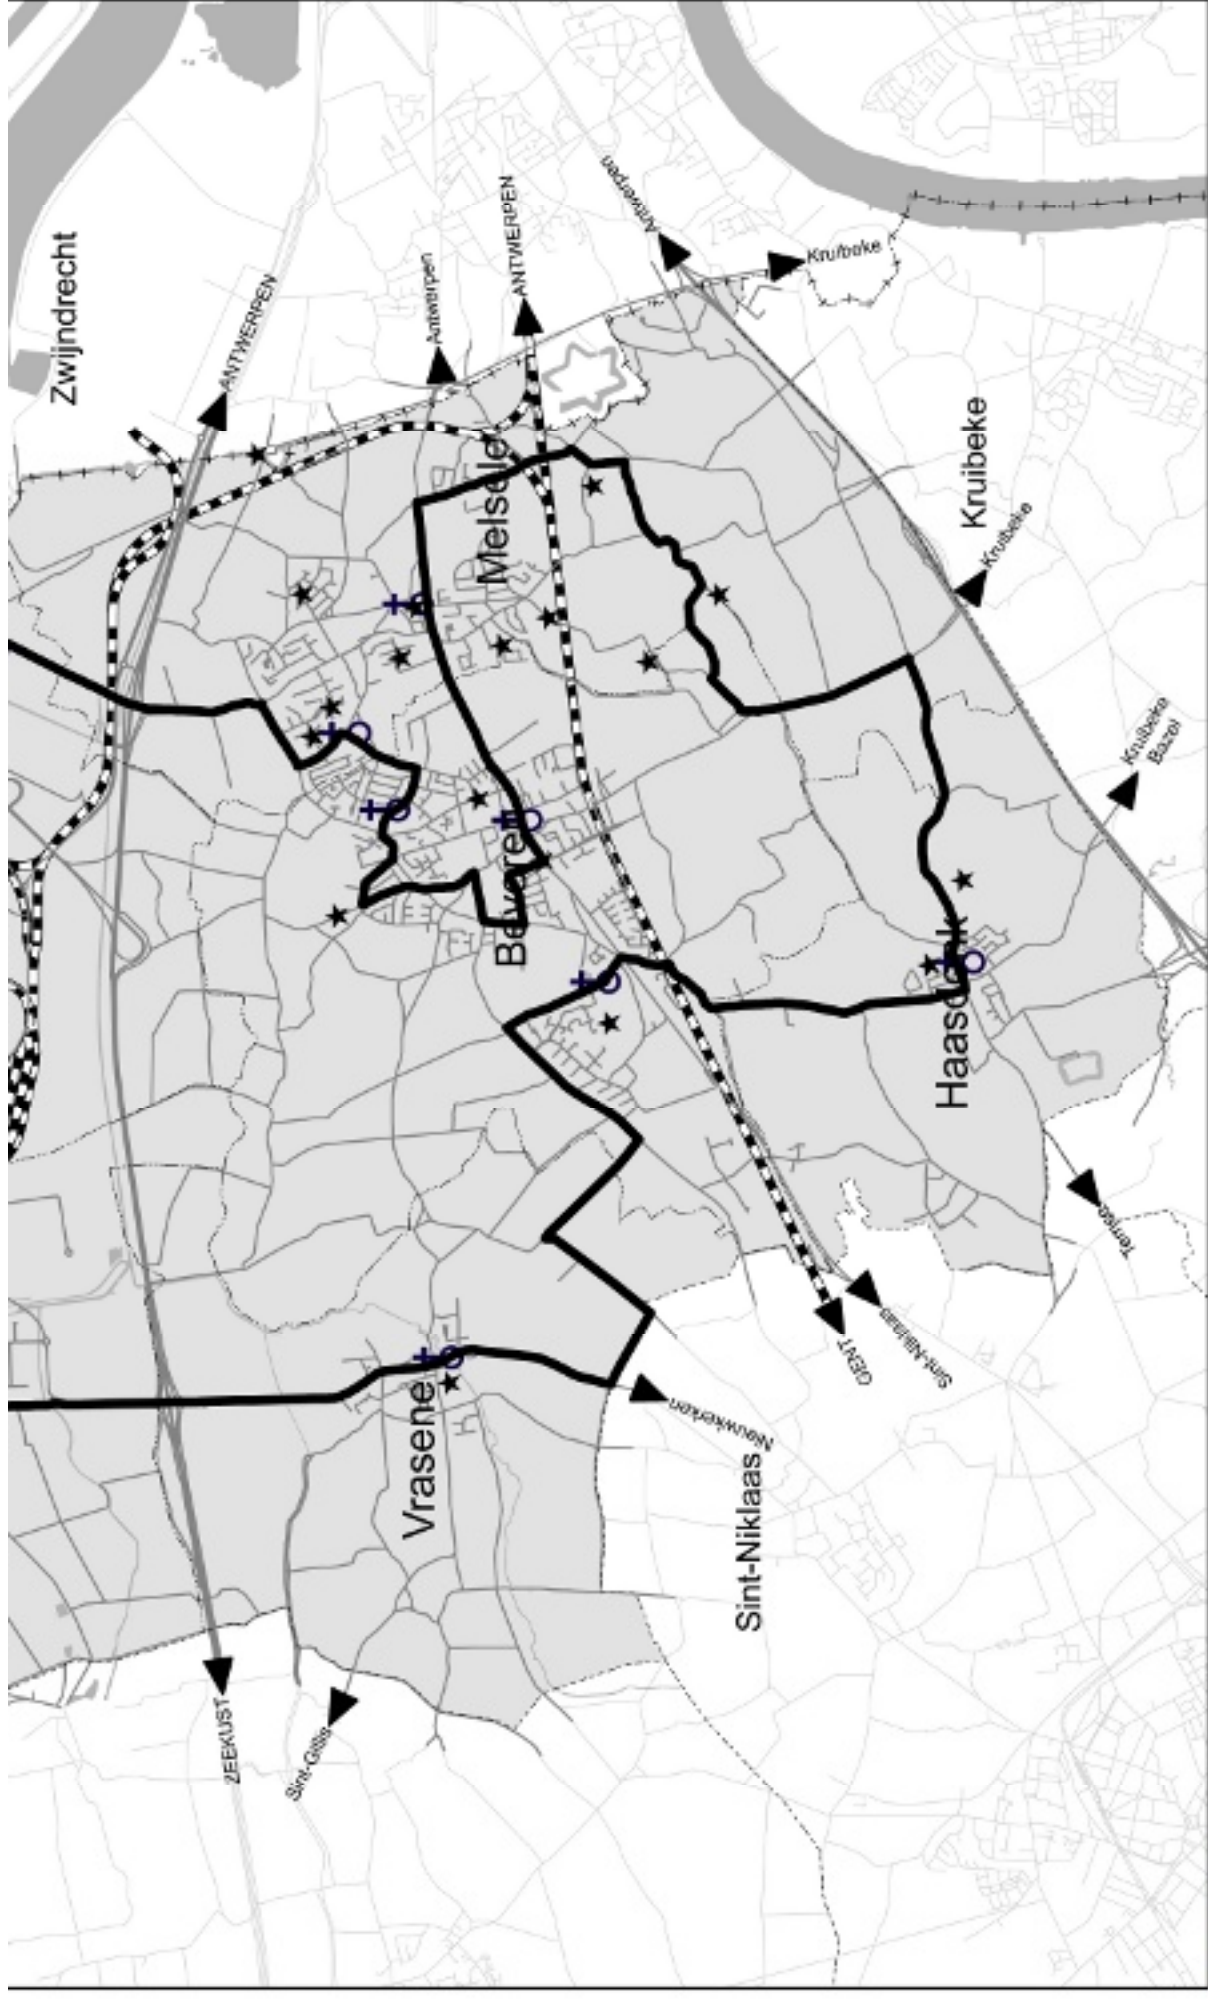 Zwijndrecht
ANTWERPEN
Antwerpen
ANTWERPEN
Antwerpen
Kruibeke
Melsele
Kruibeke
Kruibeke
Kruibeke
Bazel
Beveren
Haasdonk
Temse
Vrasene
GENT
Sint-Niklaas
Nieuwkerken
Sint-Niklaas
ZEEKUST
Sint-Gillis